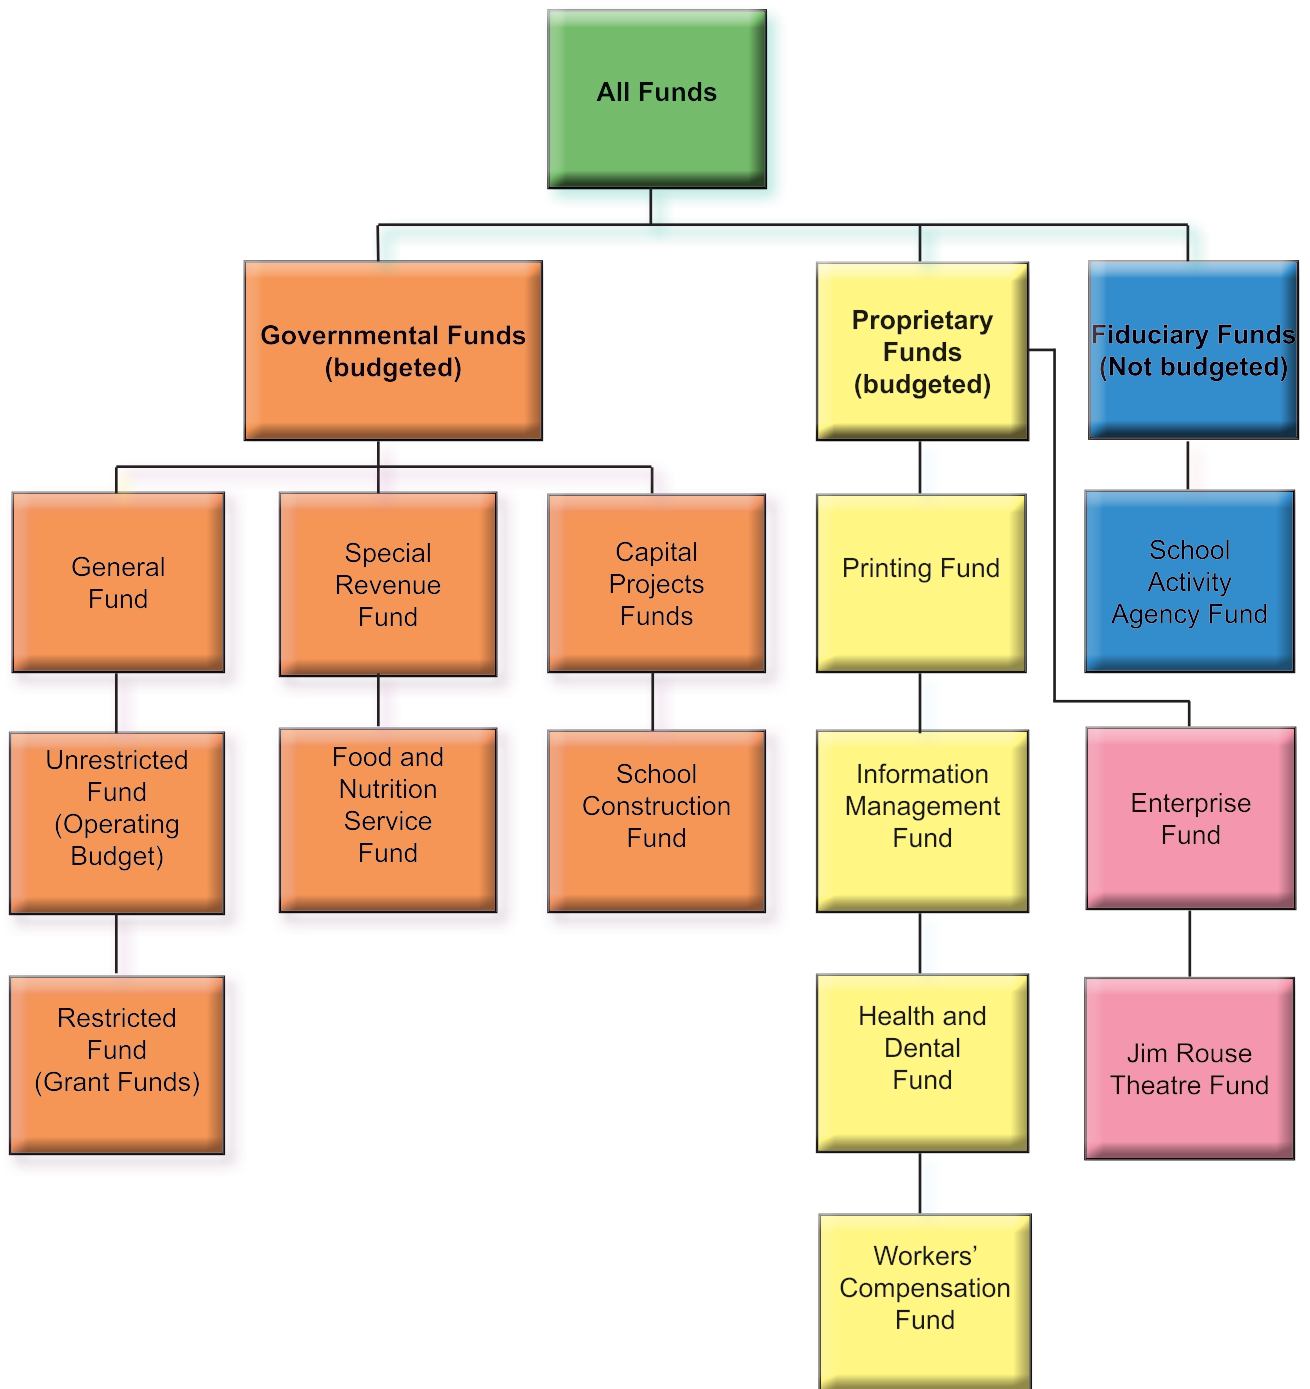 All Funds
Governmental Funds
(budgeted)
Proprietary
Funds
(budgeted)
Fiduciary Funds
(Not budgeted)
General
Fund
Special
Revenue
Fund
Capital
Projects
Funds
Printing Fund
School
Activity
Agency Fund
Unrestricted
Fund
(Operating
Budget)
Food and
Nutrition
Service
Fund
School
Construction
Fund
Information
Management
Fund
Enterprise
Fund
Restricted
Fund
(Grant Funds)
Health and
Dental
Fund
Jim Rouse
Theatre Fund
Workers’
Compensation
Fund